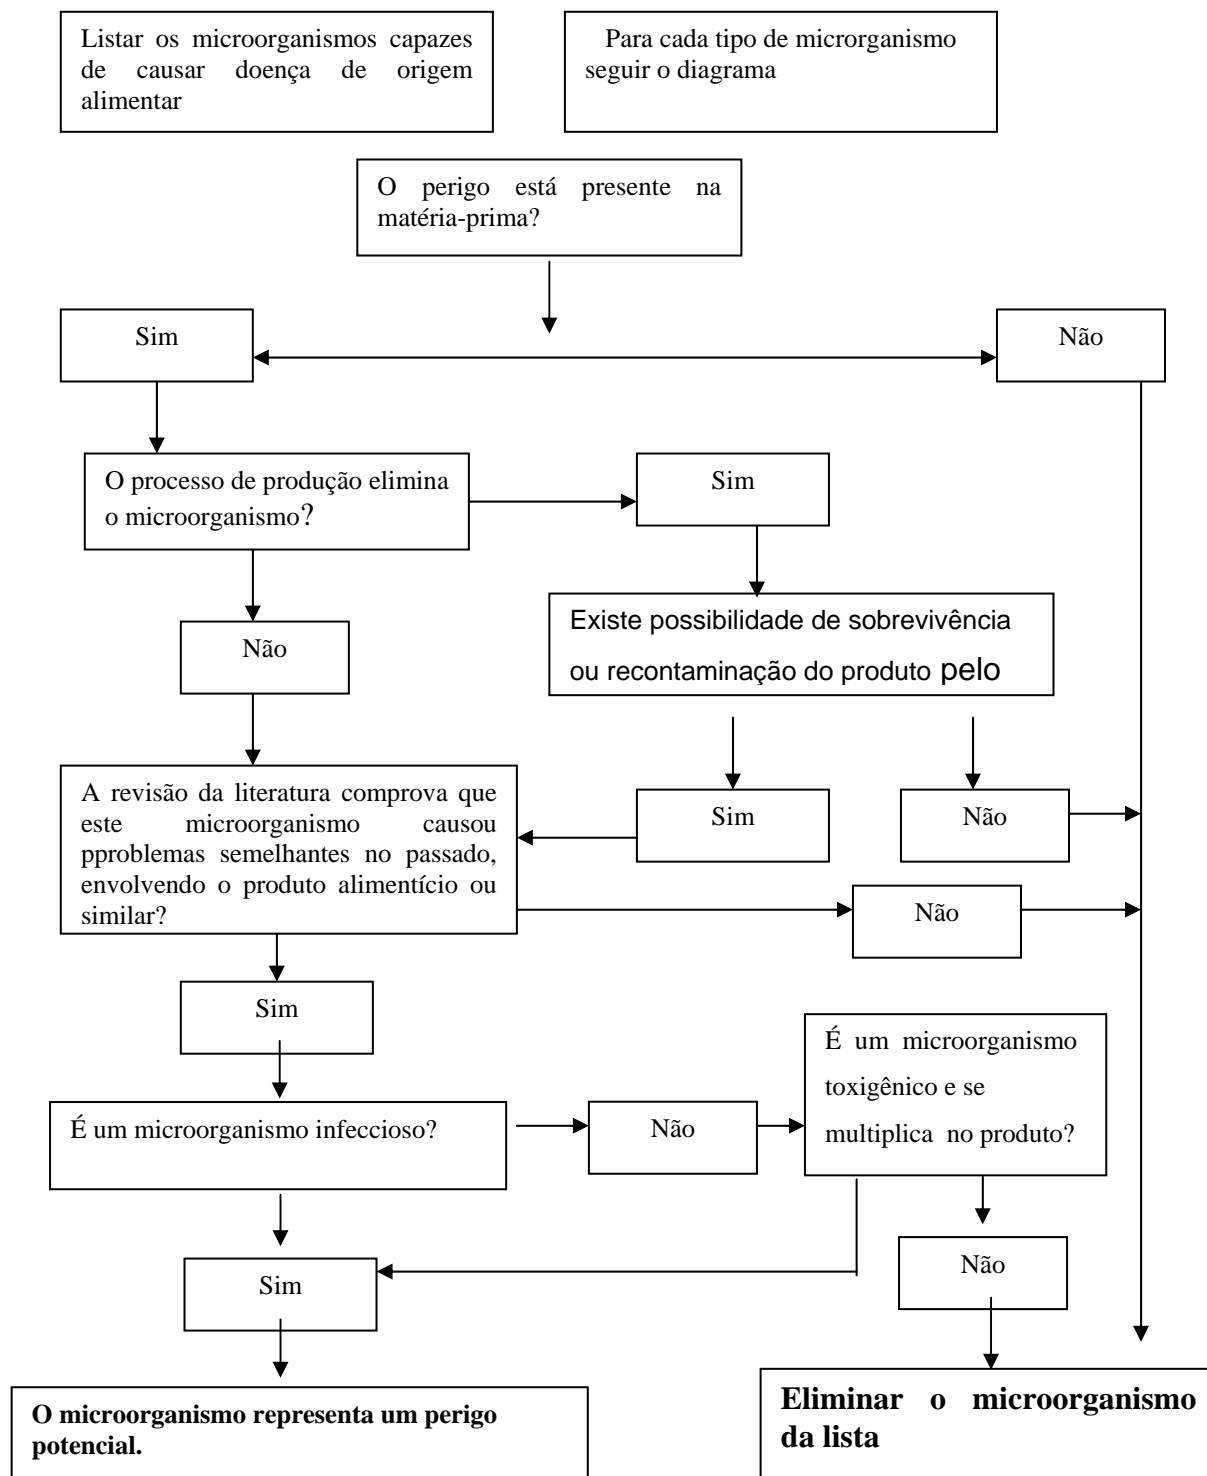 Listar os microorganismos capazes
de causar doença de origem
alimentar
Para cada tipo de microrganismo
seguir o diagrama
O perigo está presente na
matéria-prima?
Sim
Não
O processo de produção elimina
o microorganismo?
Sim
Existe possibilidade de sobrevivência
ou recontaminação do produto pelo
Não
A revisão da literatura comprova que
este microorganismo causou
pproblemas semelhantes no passado,
envolvendo o produto alimentício ou
similar?
Sim
Não
Não
Sim
É um microorganismo
toxigênico e se
multiplica no produto?
É um microorganismo infeccioso?
Não
Sim
Não
O microorganismo representa um perigo
potencial.
Eliminar o microorganismo
da lista